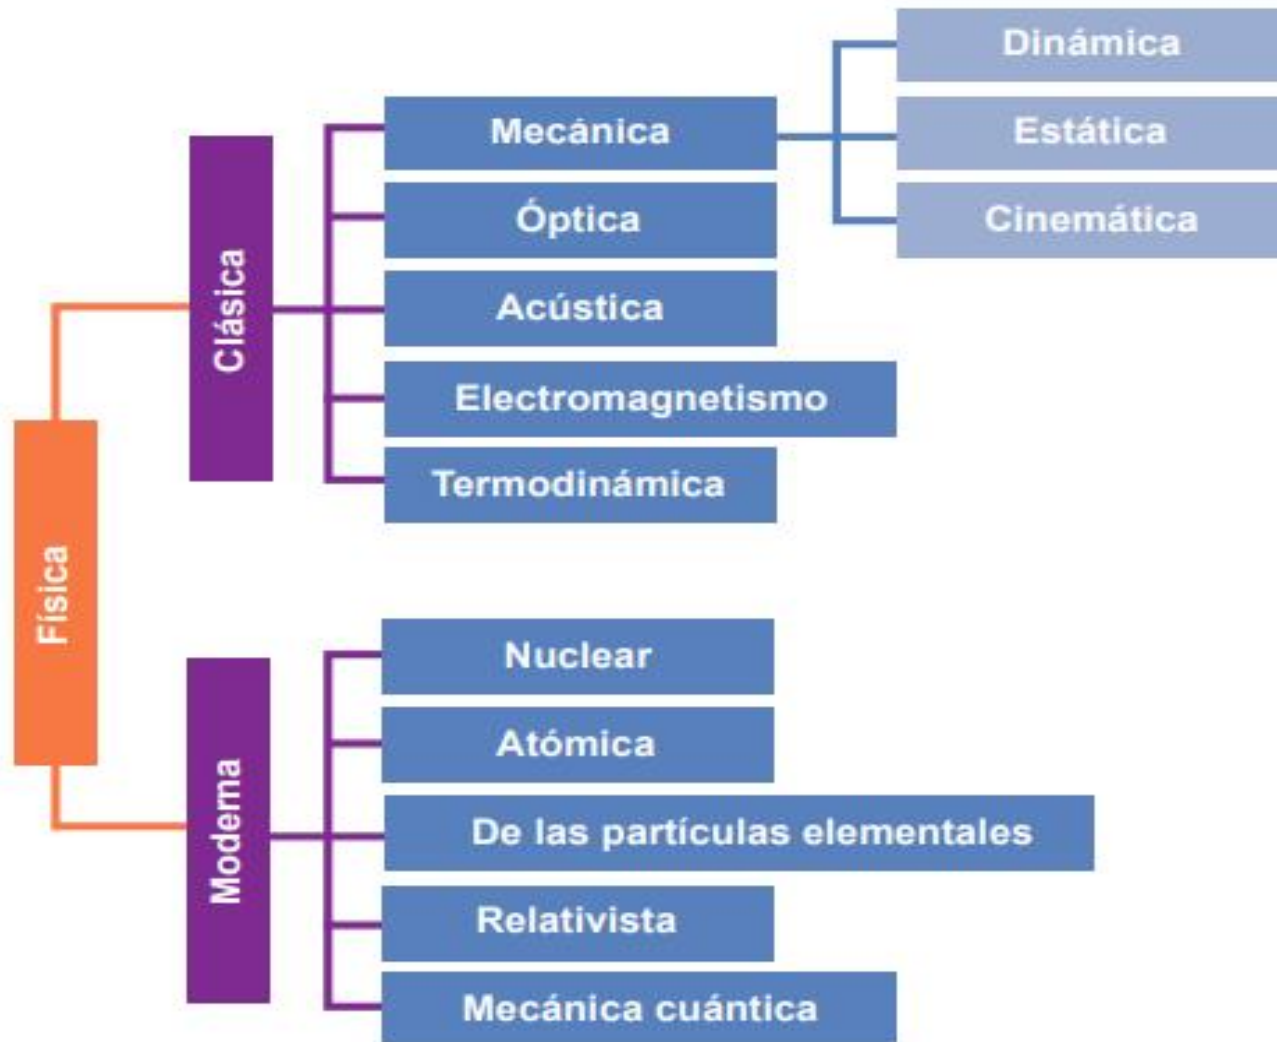 Física
Clásica
Mecánica
Dinámica
Estática
Cinemática
Óptica
Acústica
Electromagnetismo
Termodinámica
Moderna
Nuclear
Atómica
De las partículas elementales
Relativista
Mecánica cuántica